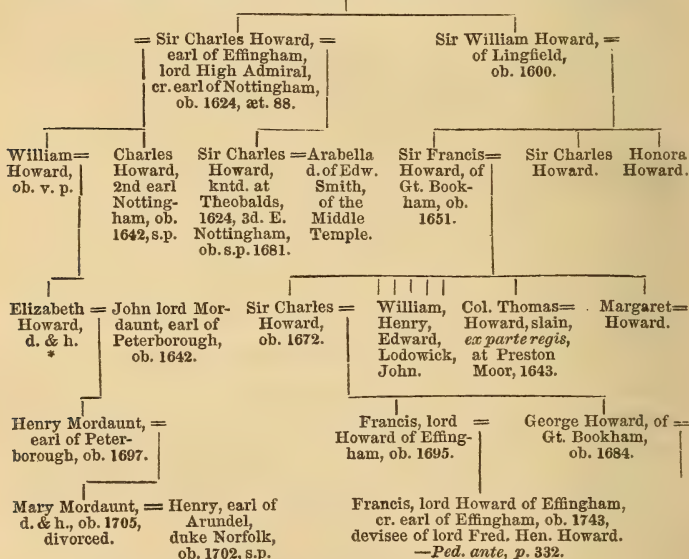 = Sir Charles Howard, =
earl of Effingham,
lord High Admiral,
cr. earl of Nottingham,
ob. 1624, æt. 88.
Sir William Howard, =
of Lingfield,
ob. 1600.
William=
Howard,
ob. v. p.
Charles
Howard,
2nd earl
Notting-
ham, ob.
1642, s.p.
Sir Charles =
Howard,
kntd. at
Theobalds,
1624, 3d. E.
Nottingham,
ob. s.p. 1681.
Arabella
d. of Edw.
Smith,
of the
Middle
Temple.
Sir Francis=
Howard, of
Gt. Book-
ham, ob.
1651.
Sir Charles
Howard.
Honora
Howard.
Elizabeth =
Howard,
d. & h.
*
John lord Mor-
daunt, earl of
Peterborough,
ob. 1642.
Sir Charles =
Howard,
ob. 1672.
William,
Henry,
Edward,
Lodowick,
John.
Col. Thomas=
Howard, slain,
ex parte regis,
at Preston
Moor, 1643.
Margaret=
Howard.
Henry Mordaunt, =
earl of Peter-
borough, ob. 1697.
Francis, lord =
Howard of Effing-
ham, ob. 1695.
George Howard, of =
Gt. Bookham,
ob. 1684.
Mary Mordaunt, =
d. & h., ob. 1705,
divorced.
Henry, earl of
Arundel,
duke Norfolk,
ob. 1702, s.p.
Francis, lord Howard of Effingham,
cr. earl of Effingham, ob. 1743,
devisee of lord Fred. Hen. Howard.
—Ped. ante, p. 332.